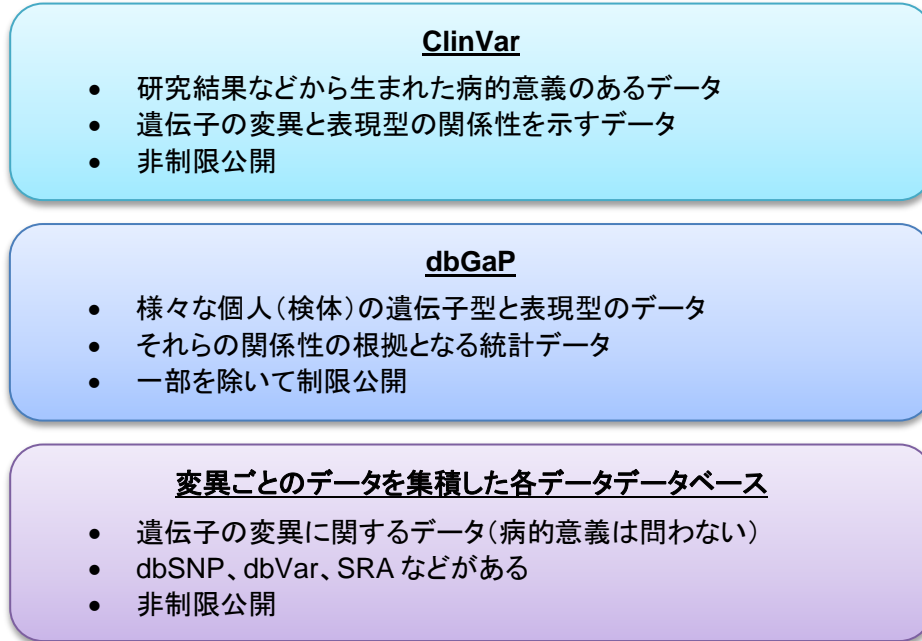 ClinVar
• 研究結果などから生まれた病的意義のあるデータ
• 遺伝子の変異と表現型の関係性を示すデータ
• 非制限公開
dbGaP
• 様々な個人（検体）の遺伝子型と表現型のデータ
• それらの関係性の根拠となる統計データ
• 一部を除いて制限公開
変異ごとのデータを集積した各データデータベース
• 遺伝子の変異に関するデータ（病的意義は問わない）
• dbSNP、dbVar、SRA などがある
• 非制限公開